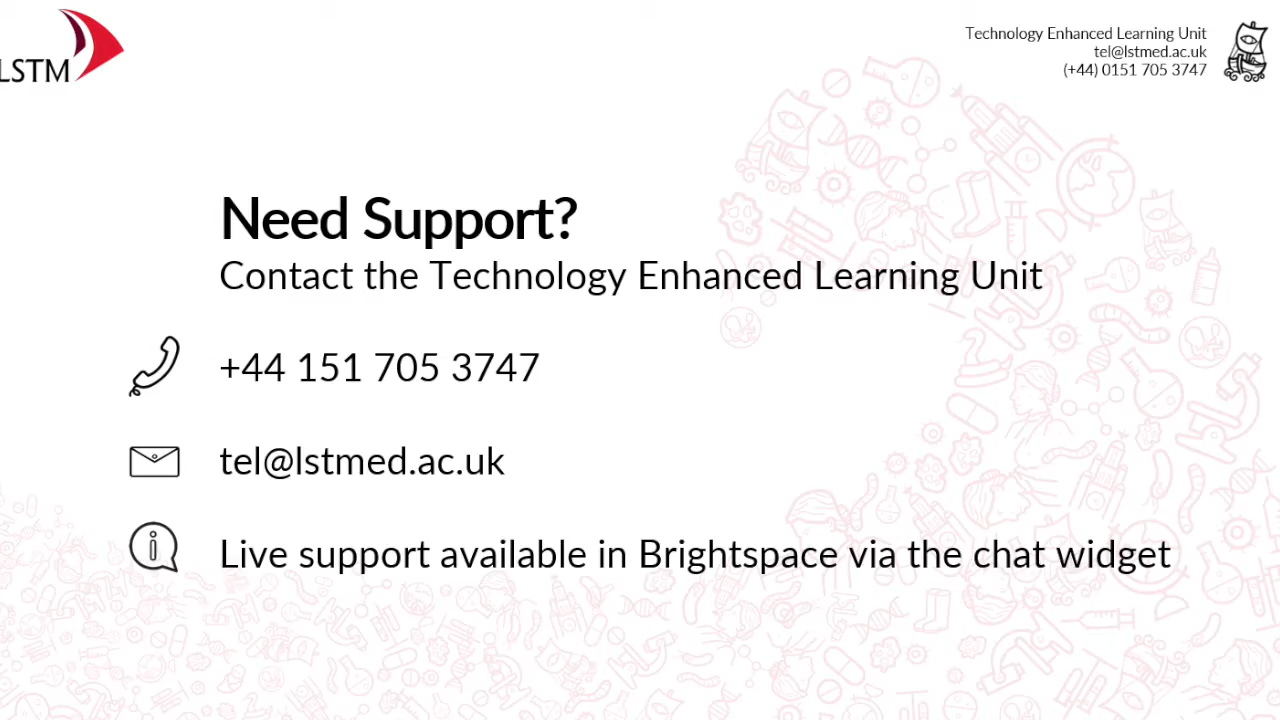 LSTM
Technology Enhanced Learning Unit
tel@lstmed.ac.uk
(+44) 0151 705 3747
Need Support?
Contact the Technology Enhanced Learning Unit
+44 151 705 3747
tel@lstmed.ac.uk
Live support available in Brightspace via the chat widget